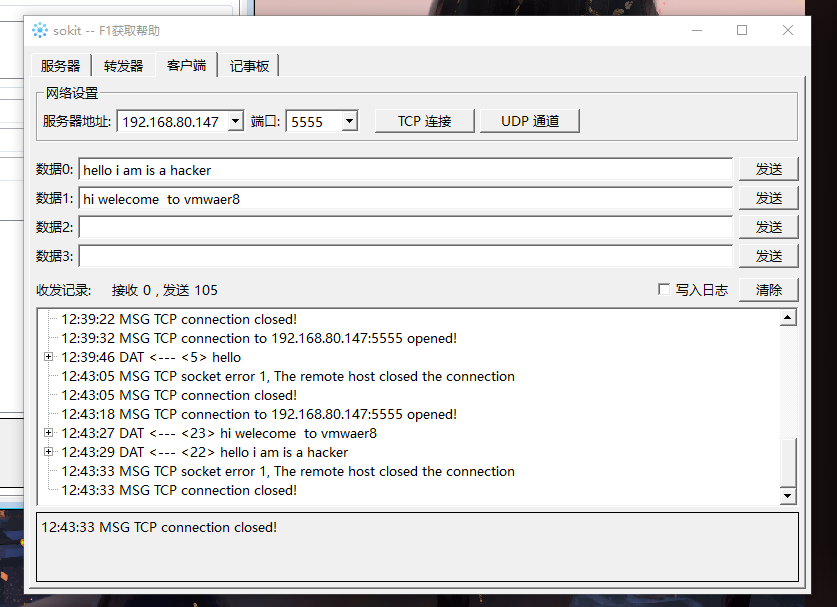 sokit -- F1获取帮助
服务器 转发器 客户端 记事板
网络设置
服务器地址: 192.168.80.147 端口: 5555 TCP 连接 UDP 通道
数据0: hello i am is a hacker 发送
数据1: hi welecome  to vmwaer8 发送
数据2: 发送
数据3: 发送
收发记录: 接收 0 , 发送 105 写入日志 清除
12:39:22 MSG TCP connection closed!
12:39:32 MSG TCP connection to 192.168.80.147:5555 opened!
12:39:46 DAT <--- <5> hello
12:43:05 MSG TCP socket error 1, The remote host closed the connection
12:43:05 MSG TCP connection closed!
12:43:18 MSG TCP connection to 192.168.80.147:5555 opened!
12:43:27 DAT <--- <23> hi welecome  to vmwaer8
12:43:29 DAT <--- <22> hello i am is a hacker
12:43:33 MSG TCP socket error 1, The remote host closed the connection
12:43:33 MSG TCP connection closed!
12:43:33 MSG TCP connection closed!